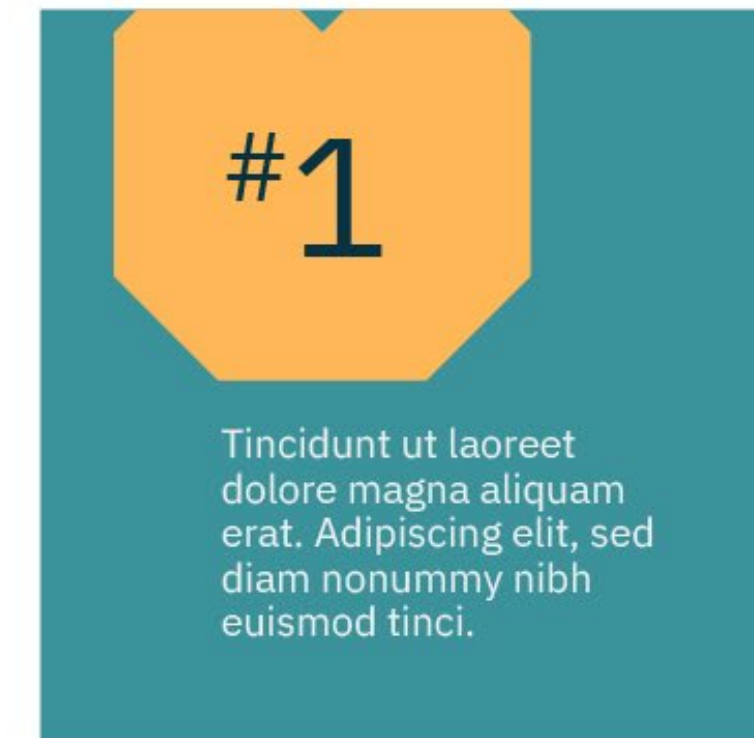 #1
Tincidunt ut laoreet
dolore magna aliquam
erat. Adipiscing elit, sed
diam nonummy nibh
euismod tinci.